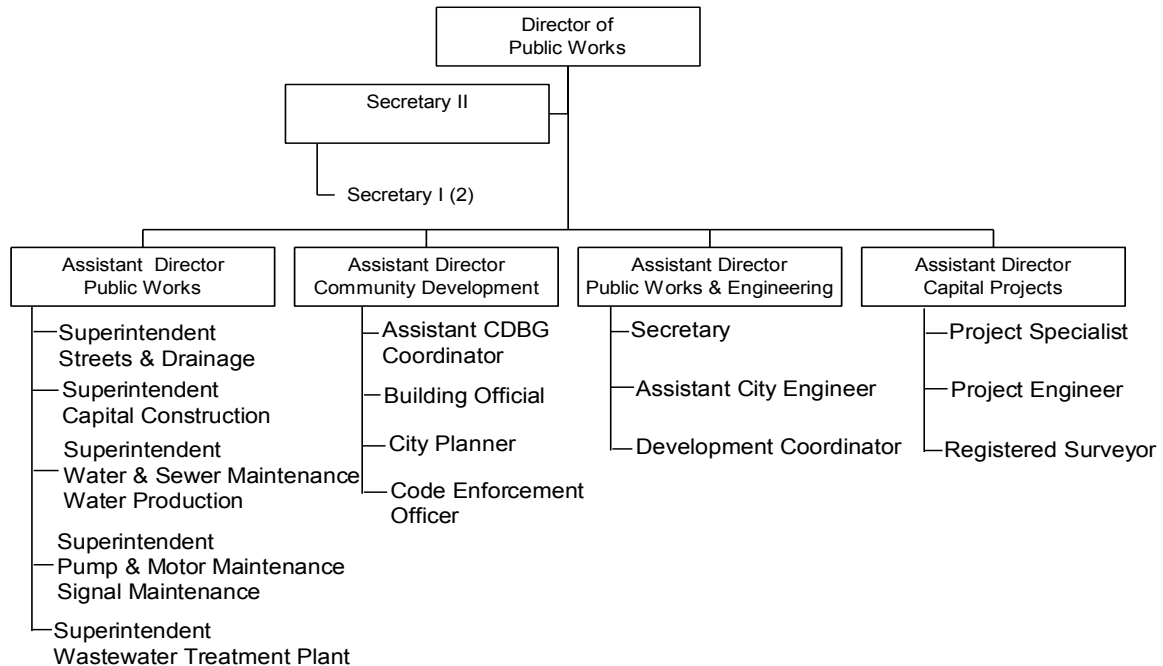 Director of
Public Works
Secretary II
Secretary I (2)
Assistant Director
Public Works
Superintendent
Streets & Drainage
Superintendent
Capital Construction
Superintendent
Water & Sewer Maintenance
Water Production
Superintendent
Pump & Motor Maintenance
Signal Maintenance
Superintendent
Wastewater Treatment Plant
Assistant Director
Community Development
Assistant CDBG
Coordinator
Building Official
City Planner
Code Enforcement
Officer
Assistant Director
Public Works & Engineering
Secretary
Assistant City Engineer
Development Coordinator
Assistant Director
Capital Projects
Project Specialist
Project Engineer
Registered Surveyor